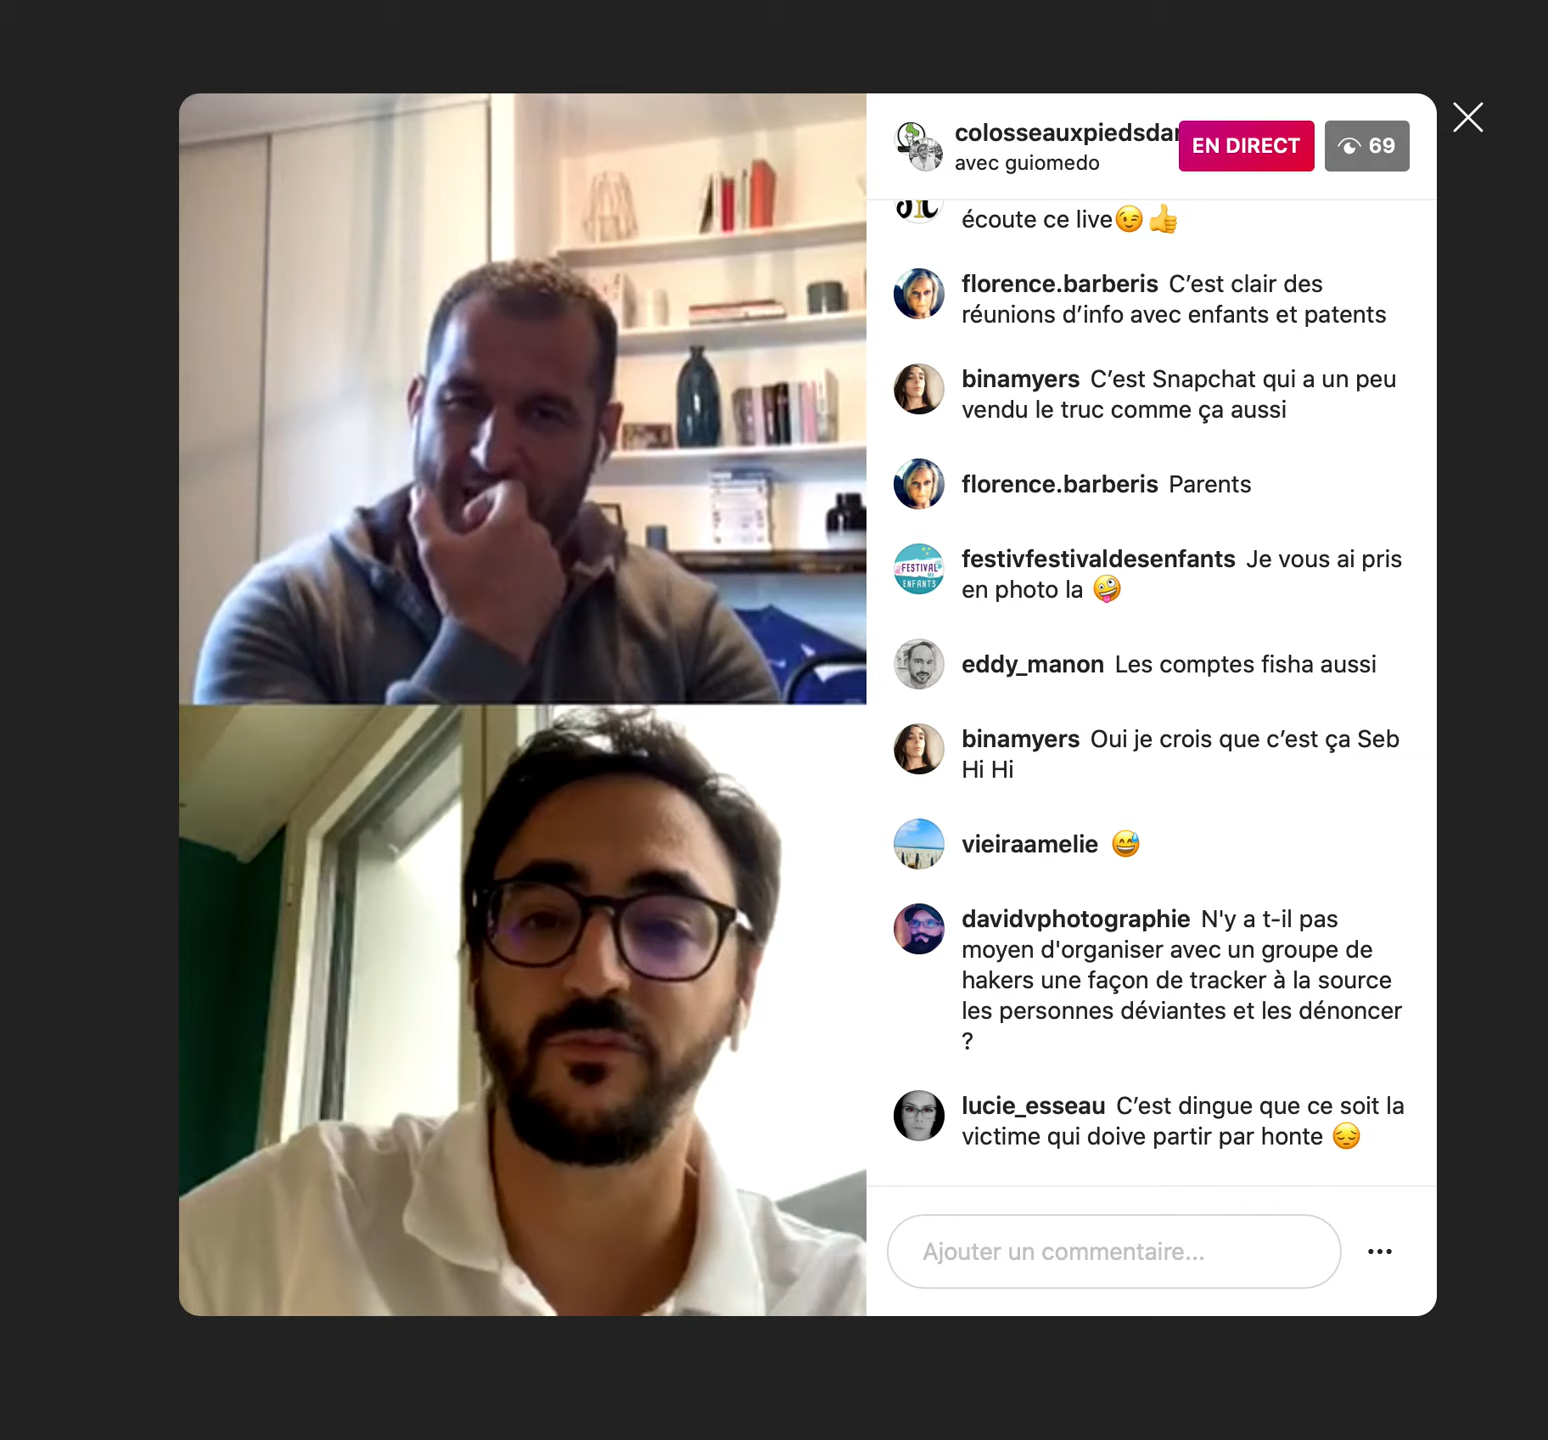 colosseauxpiedsdar
avec guiomedo
EN DIRECT
69
écoute ce live😉👍
florence.barberis C’est clair des
réunions d’info avec enfants et patents
binamyers C’est Snapchat qui a un peu
vendu le truc comme ça aussi
florence.barberis Parents
FESTIVAL
DES
ENFANTS
festivfestivaldesenfants Je vous ai pris
en photo la 🤪
eddy_manon Les comptes fisha aussi
binamyers Oui je crois que c’est ça Seb
Hi Hi
vieiraamelie 😅
davidvphotographie N'y a t-il pas
moyen d'organiser avec un groupe de
hakers une façon de tracker à la source
les personnes déviantes et les dénoncer
?
lucie_esseau C’est dingue que ce soit la
victime qui doive partir par honte 😔
Ajouter un commentaire...